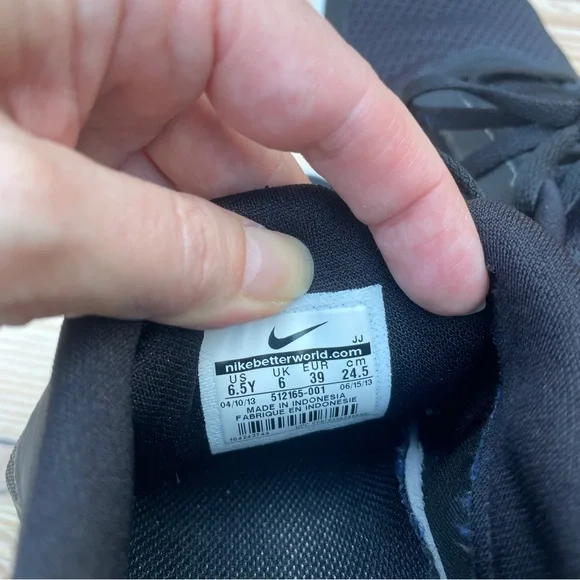 JJ
nikebetterworld.com
US UK EUR cm
6.5Y 6 39 24.5
04/10/13 512165-001 06/15/13
MADE IN INDONESIA
FABRIQUE EN INDONESIE